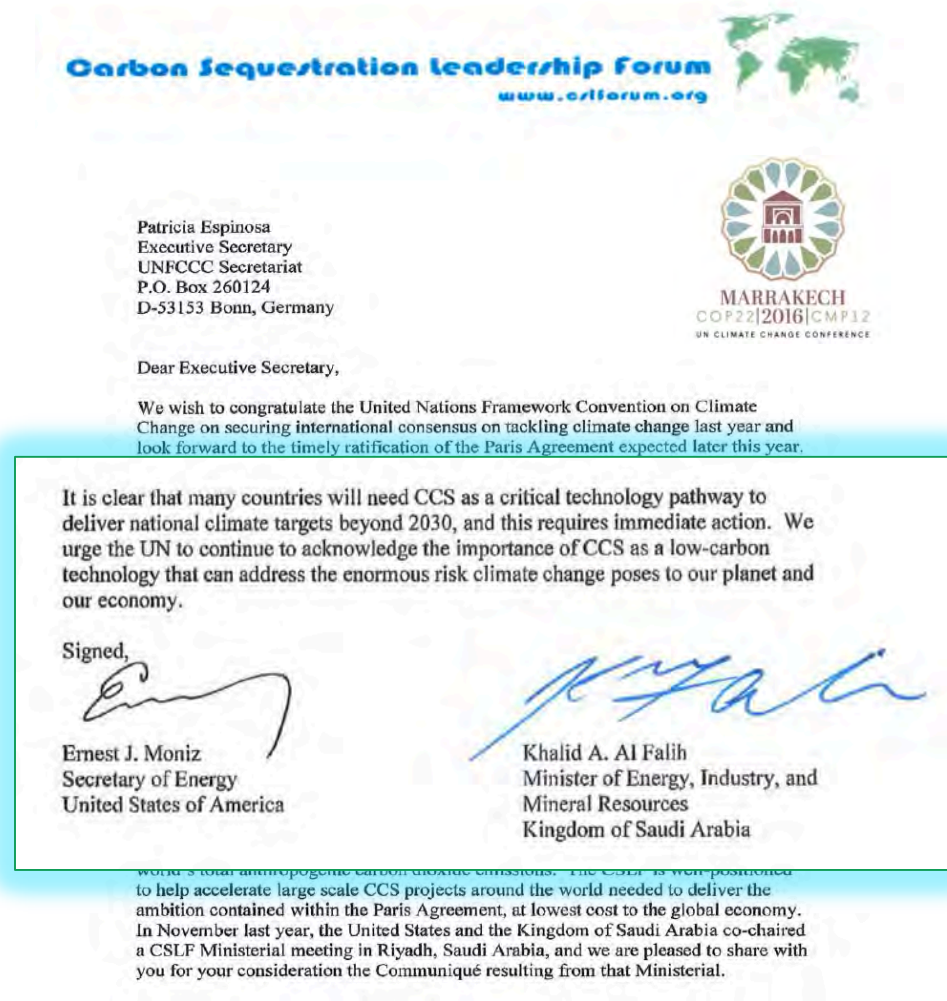 Carbon Sequestration Leadership Forum
www.cslforum.org
MARRAKECH
COP22|2016|CMP12
UN CLIMATE CHANGE CONFERENCE
Patricia Espinosa
Executive Secretary
UNFCCC Secretariat
P.O. Box 260124
D-53153 Bonn, Germany
Dear Executive Secretary,
We wish to congratulate the United Nations Framework Convention on Climate
Change on securing international consensus on tackling climate change last year and
look forward to the timely ratification of the Paris Agreement expected later this year.
It is clear that many countries will need CCS as a critical technology pathway to
deliver national climate targets beyond 2030, and this requires immediate action. We
urge the UN to continue to acknowledge the importance of CCS as a low-carbon
technology that can address the enormous risk climate change poses to our planet and
our economy.
Signed,
Ernest J. Moniz
Secretary of Energy
United States of America
Khalid A. Al Falih
Minister of Energy, Industry, and
Mineral Resources
Kingdom of Saudi Arabia
world's total anthropogenic carbon dioxide emissions. The CSLF is well-positioned
to help accelerate large scale CCS projects around the world needed to deliver the
ambition contained within the Paris Agreement, at lowest cost to the global economy.
In November last year, the United States and the Kingdom of Saudi Arabia co-chaired
a CSLF Ministerial meeting in Riyadh, Saudi Arabia, and we are pleased to share with
you for your consideration the Communiqué resulting from that Ministerial.